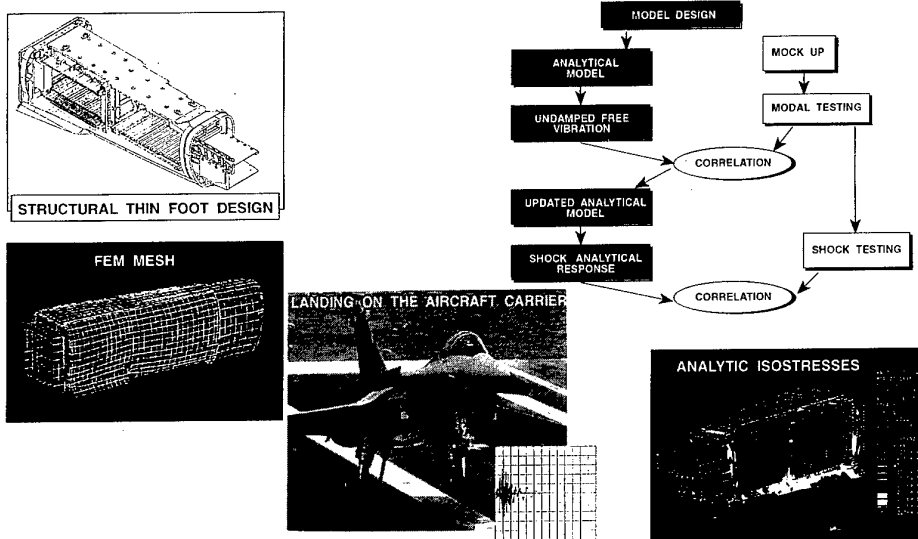 STRUCTURAL THIN FOOT DESIGN
FEM MESH
LANDING ON THE AIRCRAFT CARRIER
MODEL DESIGN
ANALYTICAL
MODEL
UNDAMPED FREE
VIBRATION
MOCK UP
MODAL TESTING
CORRELATION
UPDATED ANALYTICAL
MODEL
SHOCK ANALYTICAL
RESPONSE
SHOCK TESTING
CORRELATION
ANALYTIC ISOSTRESSES